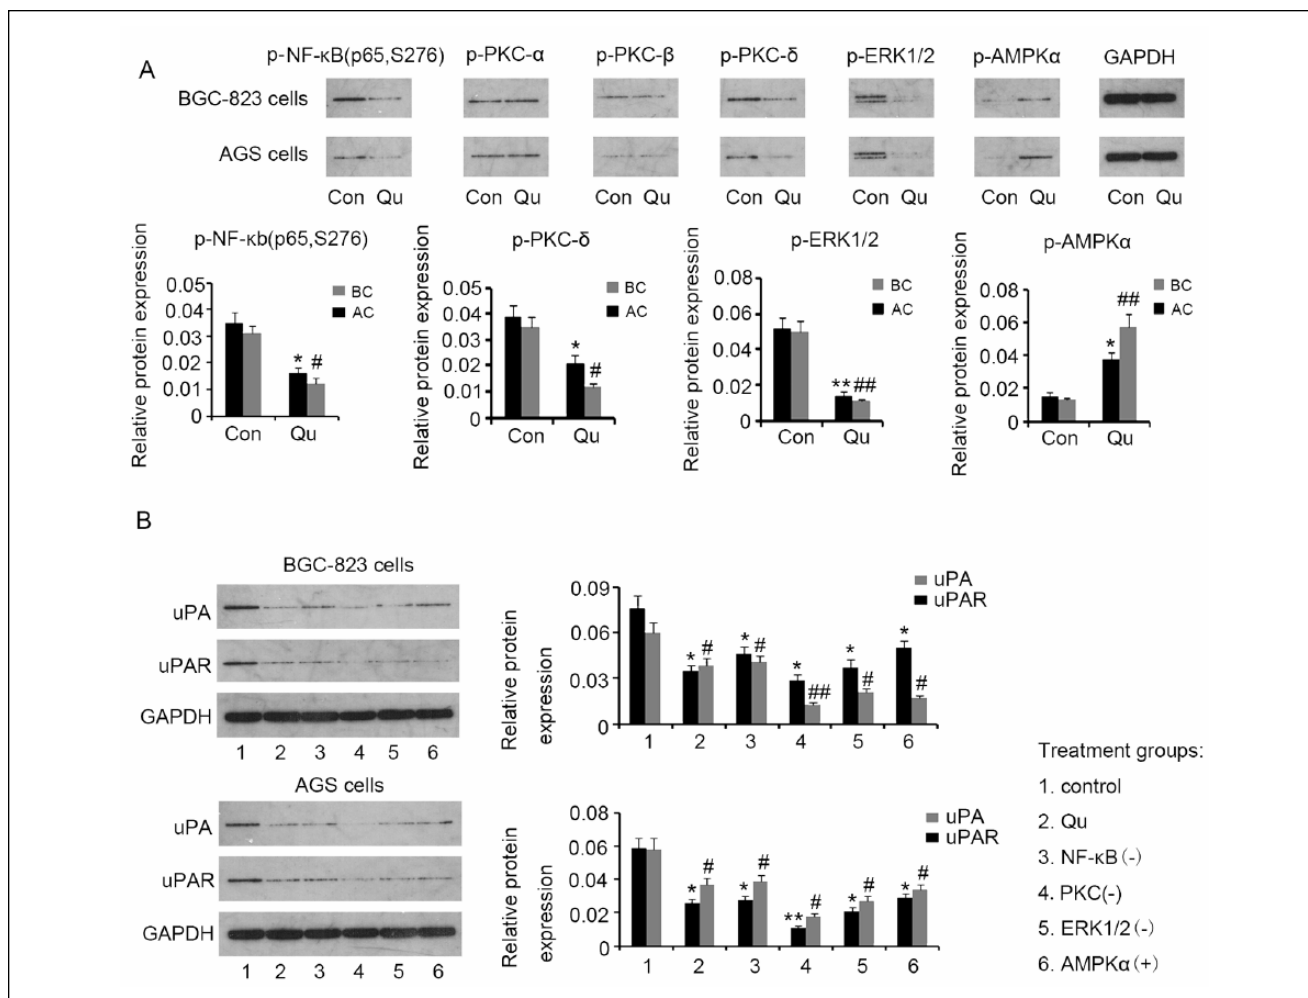 A
p-NF-κB(p65,S276) p-PKC-α p-PKC-β p-PKC-δ p-ERK1/2 p-AMPKα GAPDH
BGC-823 cells
AGS cells
Con Qu Con Qu Con Qu Con Qu Con Qu Con Qu Con Qu
p-NF-κb(p65,S276)
Relative protein expression
0.05
0.04
0.03
0.02
0.01
0
BC
AC
* #
Con Qu
p-PKC-δ
Relative protein expression
0.05
0.04
0.03
0.02
0.01
0
BC
AC
* #
Con Qu
p-ERK1/2
Relative protein expression
0.08
0.06
0.04
0.02
0
BC
AC
** ##
Con Qu
p-AMPKα
Relative protein expression
0.08
0.06
0.04
0.02
0
BC
AC
* ##
Con Qu
B
BGC-823 cells
uPA
uPAR
GAPDH
1 2 3 4 5 6
Relative protein
expression
0.09
0.06
0.03
0
uPA
uPAR
* # * # * ## * # * #
1 2 3 4 5 6
AGS cells
uPA
uPAR
GAPDH
1 2 3 4 5 6
Relative protein
expression
0.08
0.06
0.04
0.02
0
uPA
uPAR
* # * # ** # * # * #
1 2 3 4 5 6
Treatment groups:
1. control
2. Qu
3. NF-κB(-)
4. PKC(-)
5. ERK1/2(-)
6. AMPKα(+)